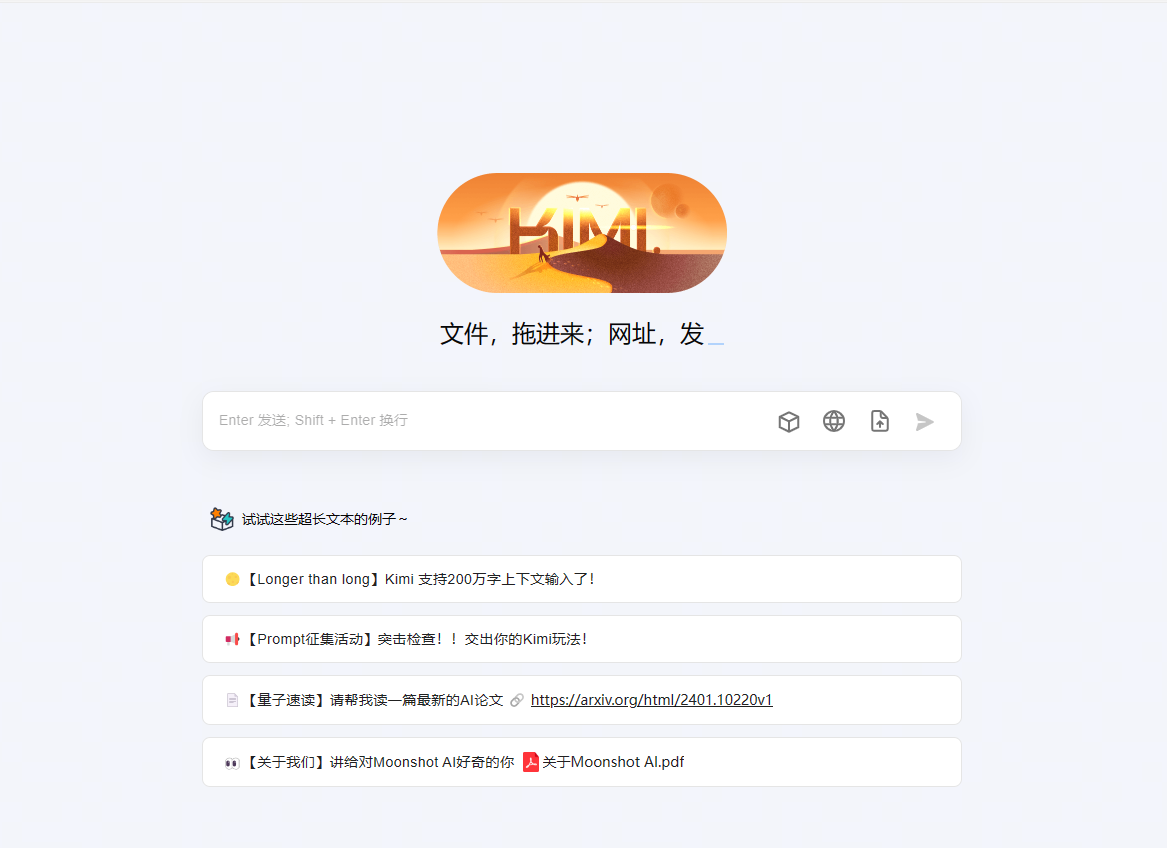 KIMI.
文件，拖进来；网址，发_
Enter 发送; Shift + Enter 换行
试试这些超长文本的例子～
【Longer than long】Kimi 支持200万字上下文输入了！
【Prompt征集活动】突击检查！！交出你的Kimi玩法！
【量子速读】请帮我读一篇最新的AI论文 https://arxiv.org/html/2401.10220v1
【关于我们】讲给对Moonshot AI好奇的你 关于Moonshot AI.pdf